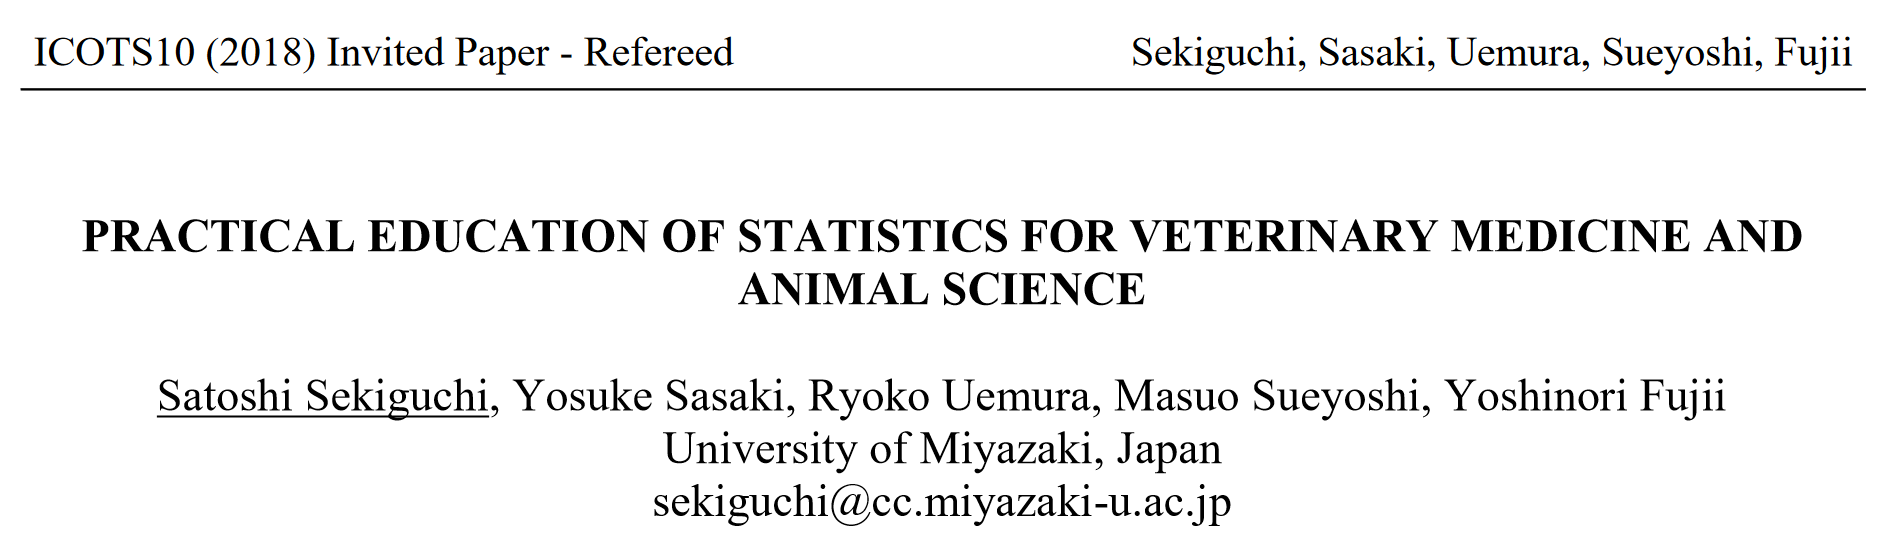 ICOTS10 (2018) Invited Paper - Refereed Sekiguchi, Sasaki, Uemura, Sueyoshi, Fujii
PRACTICAL EDUCATION OF STATISTICS FOR VETERINARY MEDICINE AND
ANIMAL SCIENCE
Satoshi Sekiguchi, Yosuke Sasaki, Ryoko Uemura, Masuo Sueyoshi, Yoshinori Fujii
University of Miyazaki, Japan
sekiguchi@cc.miyazaki-u.ac.jp